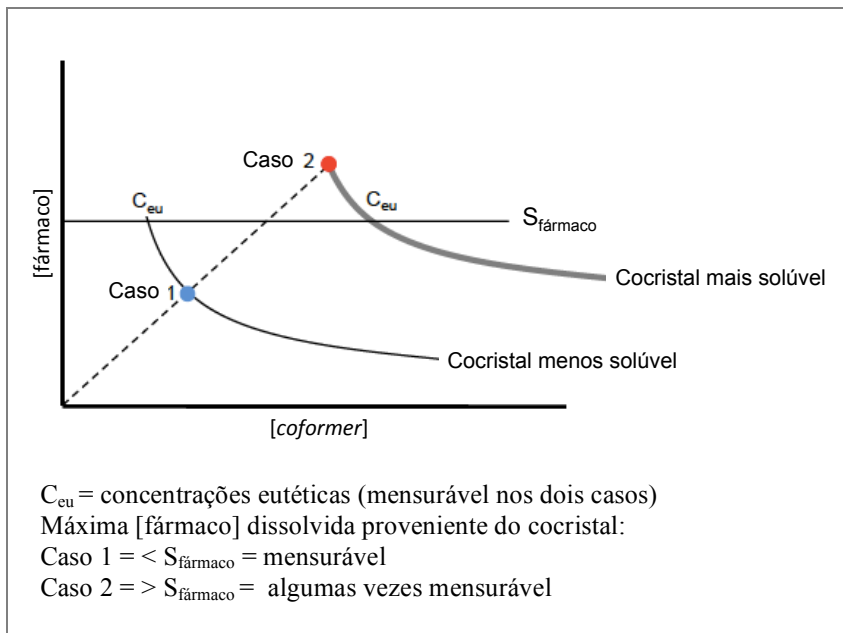 Caso 2
C_eu
C_eu
S_fármaco
[fármaco]
Cocristal mais solúvel
Caso 1
Cocristal menos solúvel
[coformer]
C_eu = concentrações eutéticas (mensurável nos dois casos)
Máxima [fármaco] dissolvida proveniente do cocristal:
Caso 1 = < S_fármaco = mensurável
Caso 2 = > S_fármaco = algumas vezes mensurável